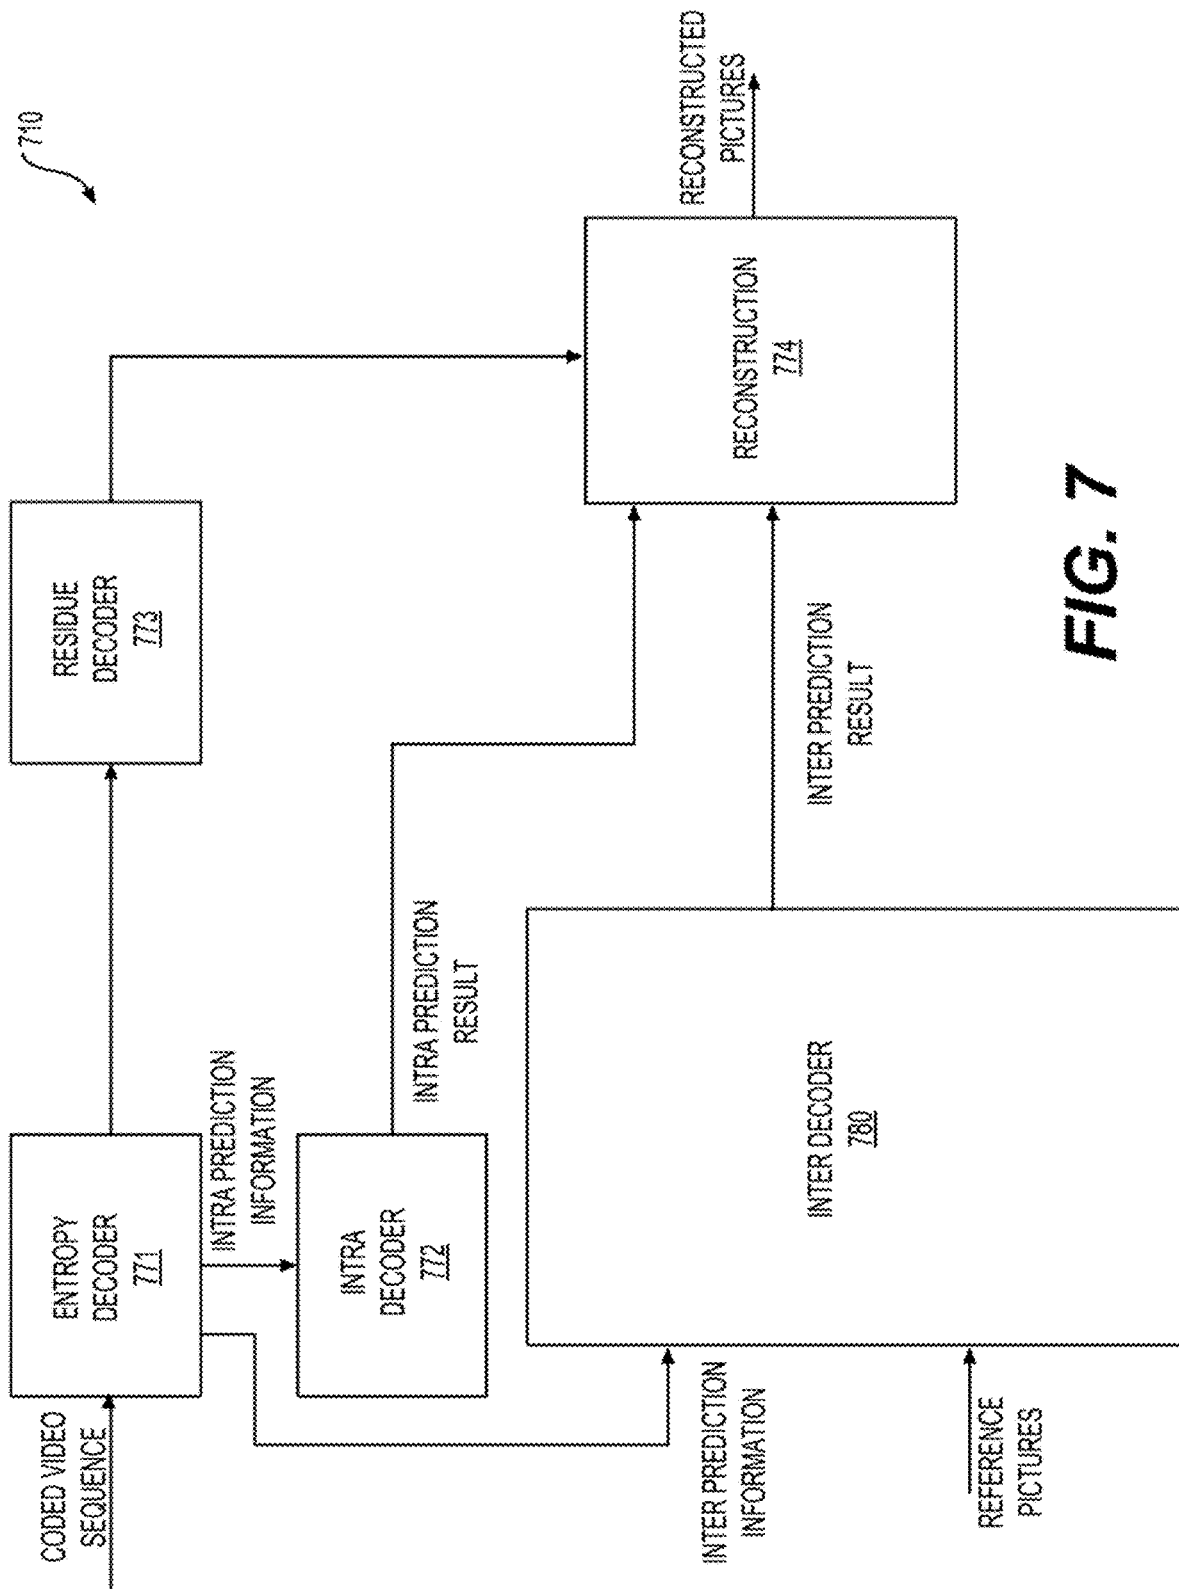 710
CODED VIDEO
SEQUENCE
ENTROPY
DECODER
771
RESIDUE
DECODER
773
INTRA PREDICTION
INFORMATION
INTRA
DECODER
772
INTRA PREDICTION
RESULT
RECONSTRUCTED
PICTURES
RECONSTRUCTION
774
INTER PREDICTION
INFORMATION
INTER DECODER
780
INTER PREDICTION
RESULT
REFERENCE
PICTURES
FIG. 7